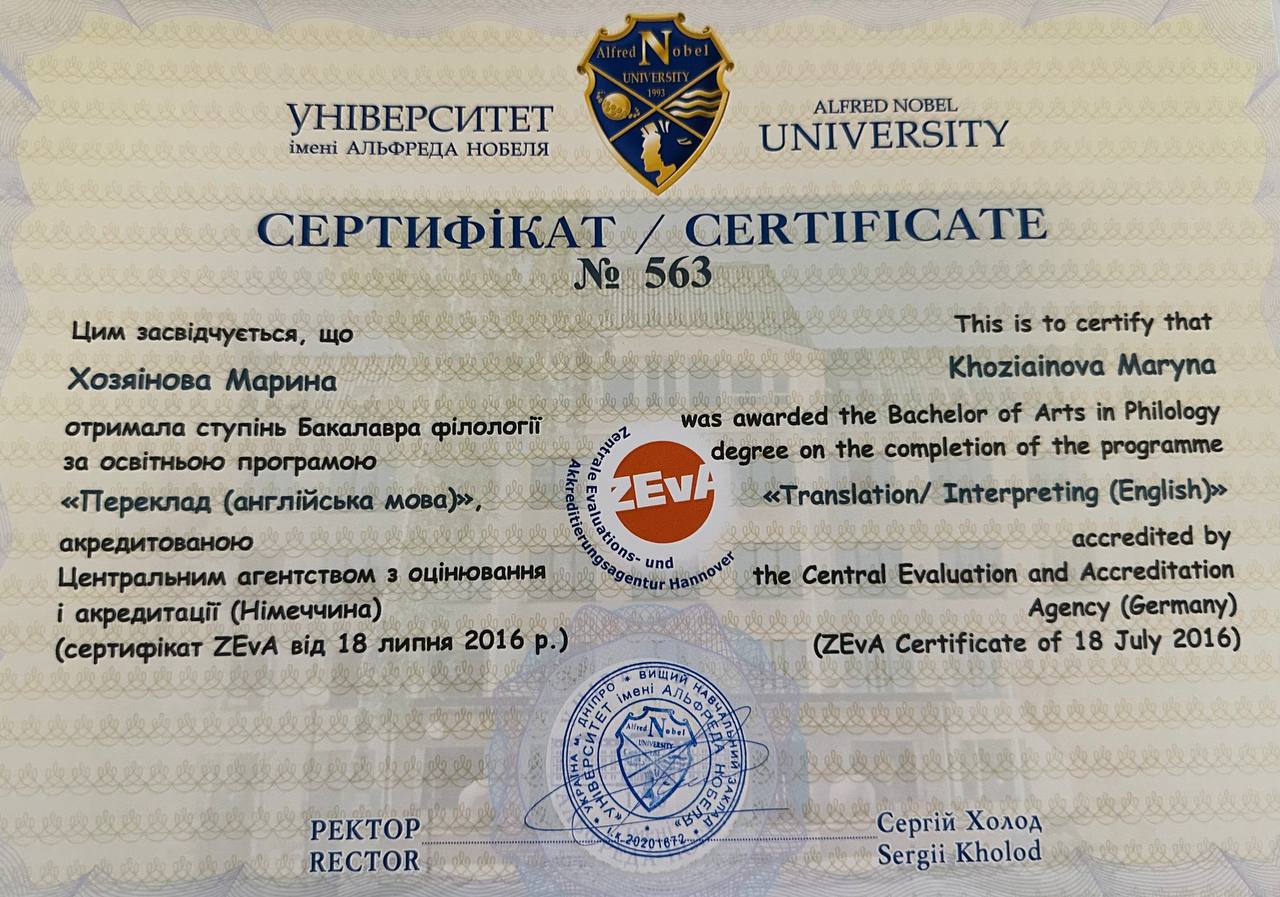 Alfred Nobel
UNIVERSITY
1993
УНІВЕРСИТЕТ
імені АЛЬФРЕДА НОБЕЛЯ
ALFRED NOBEL
UNIVERSITY
СЕРТИФІКАТ / CERTIFICATE
№ 563
Цим засвідчується, що
Хозяінова Марина
отримала ступінь Бакалавра філології
за освітньою програмою
«Переклад (англійська мова)»,
акредитованою
Центральним агентством з оцінювання
і акредитації (Німеччина)
(сертифікат ZEvA від 18 липня 2016 р.)
This is to certify that
Khoziainova Maryna
was awarded the Bachelor of Arts in Philology
degree on the completion of the programme
«Translation/ Interpreting (English)»
accredited by
the Central Evaluation and Accreditation
Agency (Germany)
(ZEvA Certificate of 18 July 2016)
ZEvA
Zentrale Evaluations- und
Akkreditierungsagentur Hannover
УКРАЇНА * М. ДНІПРО * ВИЩИЙ НАВЧАЛЬНИЙ ЗАКЛАД
«УНІВЕРСИТЕТ імені АЛЬФРЕДА НОБЕЛЯ»
І.К. 20201672
Alfred Nobel
UNIVERSITY
РЕКТОР
RECTOR
Сергій Холод
Sergii Kholod